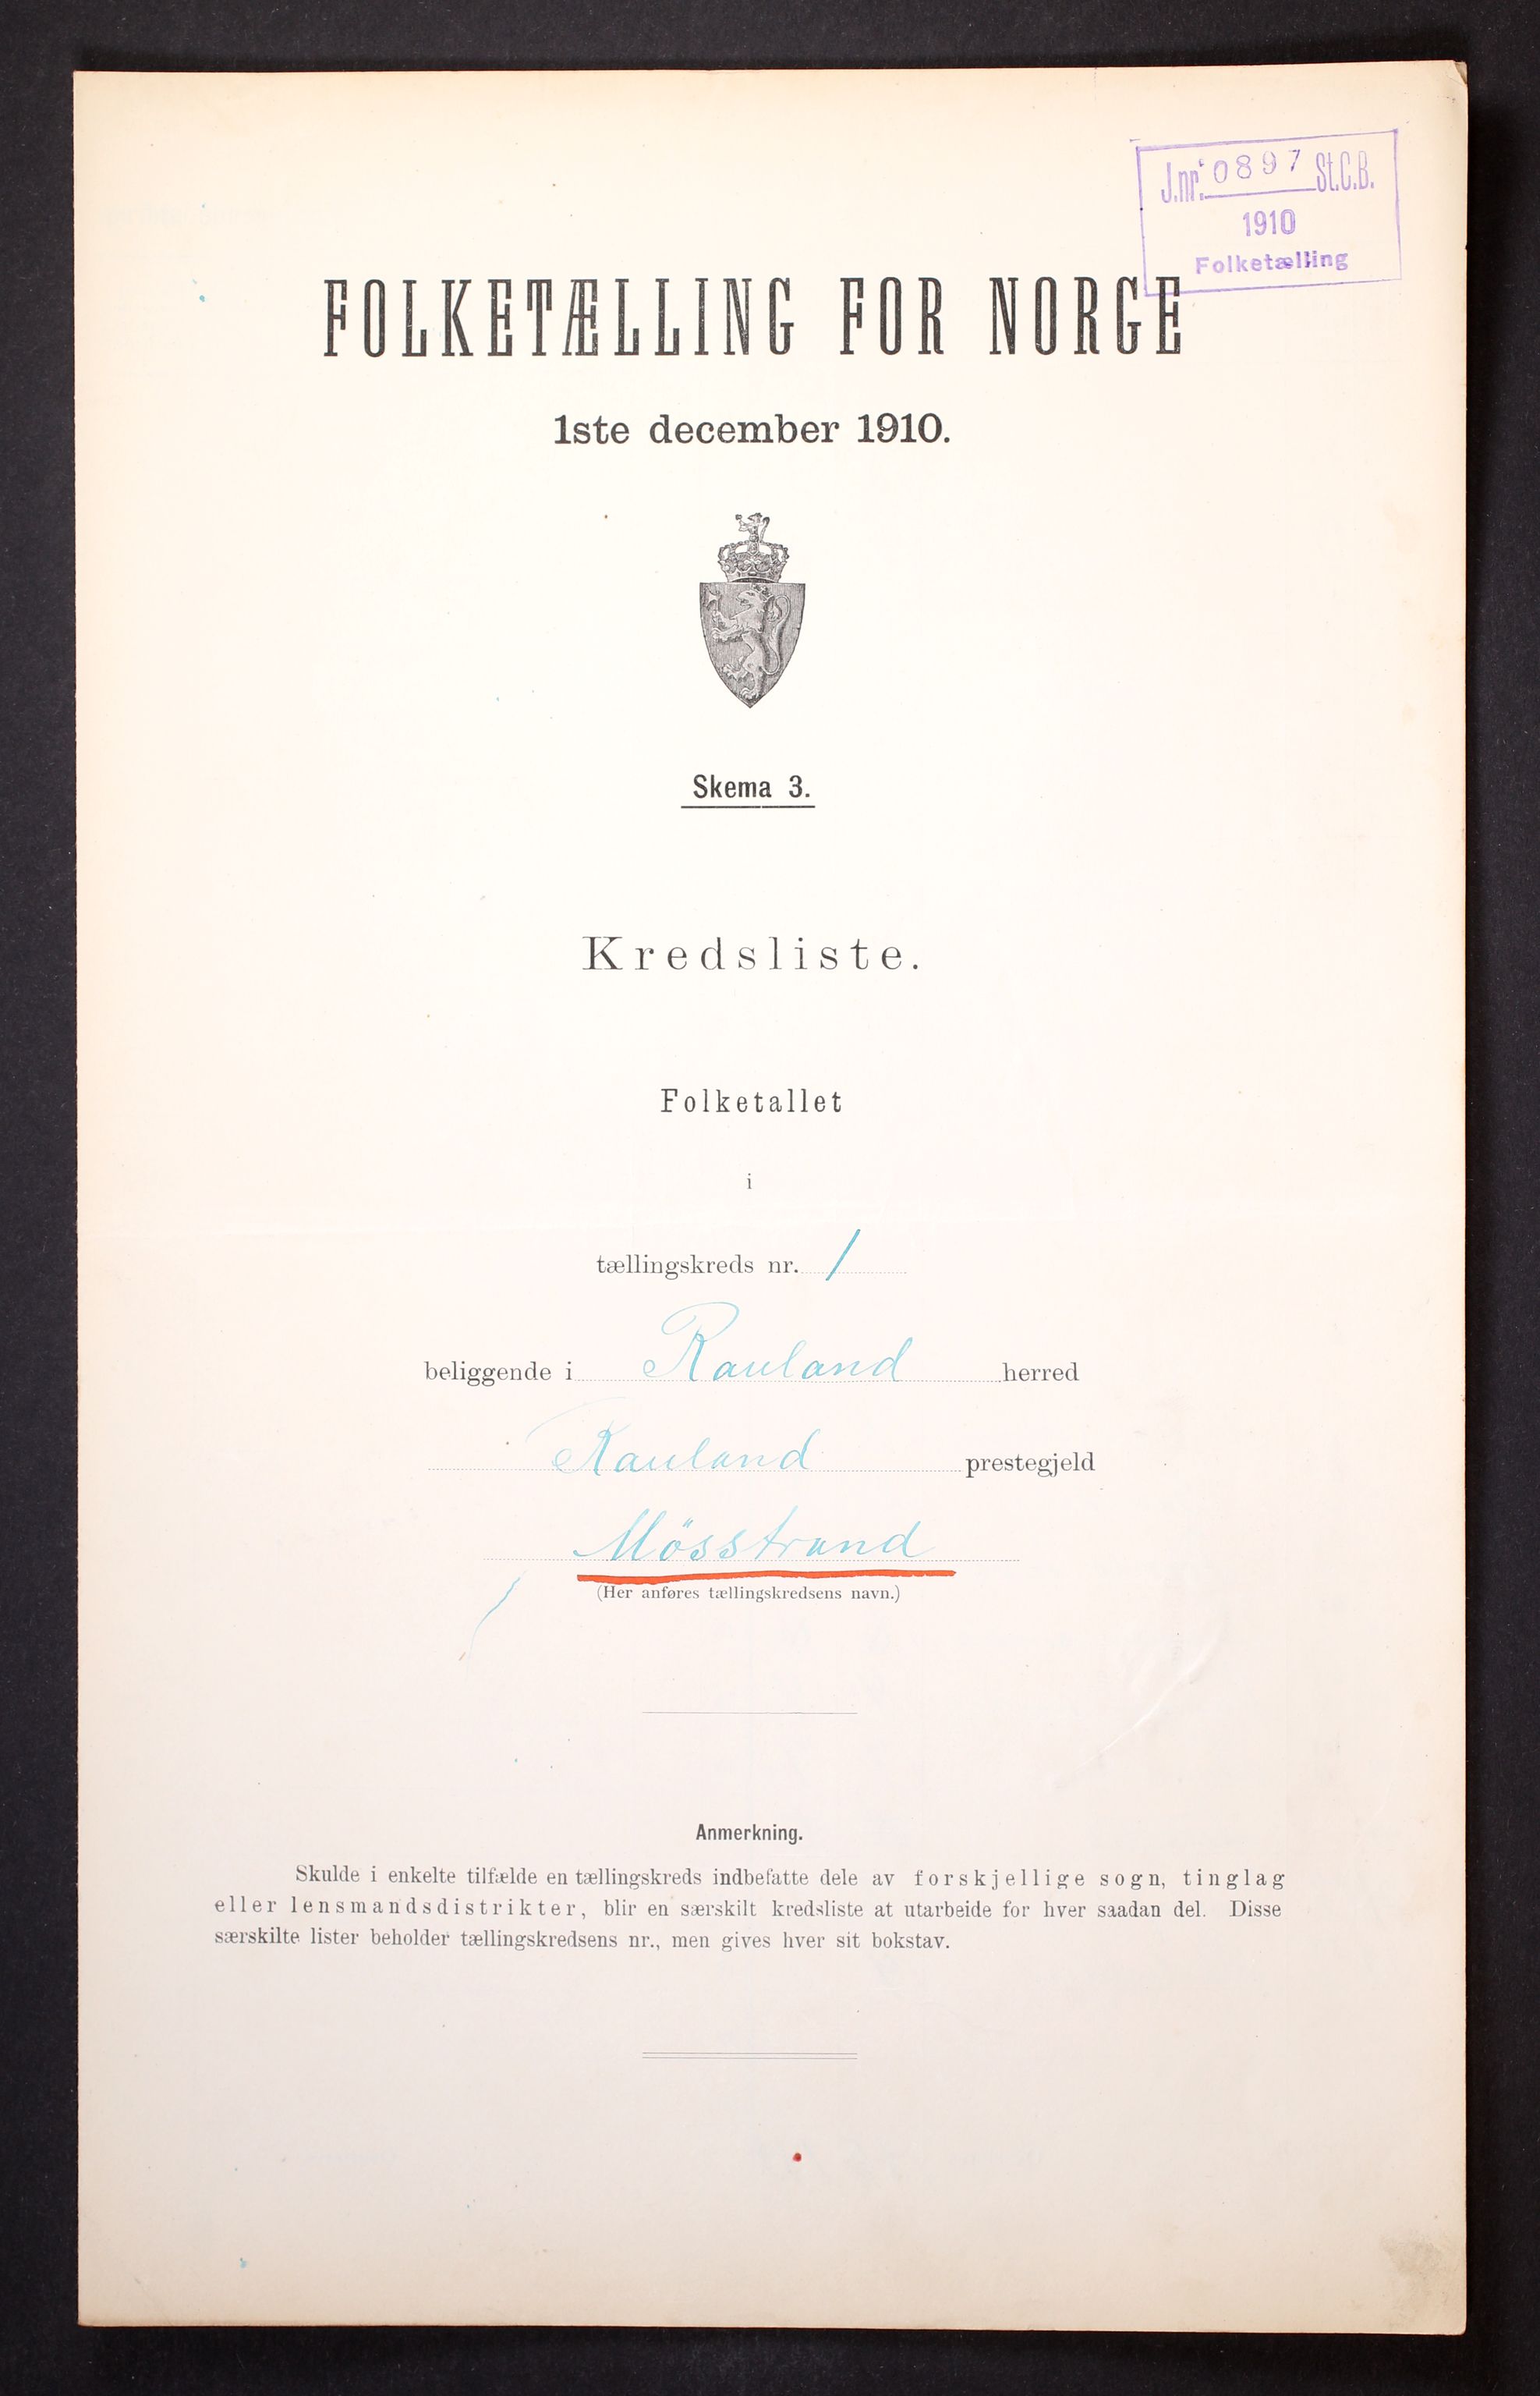 J.nr. 0897 St.C.B.
1910
Folketælling
FOLKETÆLLING FOR NORGE
1ste december 1910.
Skema 3.
Kredsliste.
Folketallet
i
tællingskreds nr. 1
beliggende i Rauland herred
Rauland prestegjeld
Mösstrand
(Her anføres tællingskredsens navn.)
Anmerkning.
Skulde i enkelte tilfælde en tællingskreds indbefatte dele av forskjellige sogn, tinglag
eller lensmandsdistrikter, blir en særskilt kredsliste at utarbeide for hver saadan del. Disse
særskilte lister beholder tællingskredsens nr., men gives hver sit bokstav.